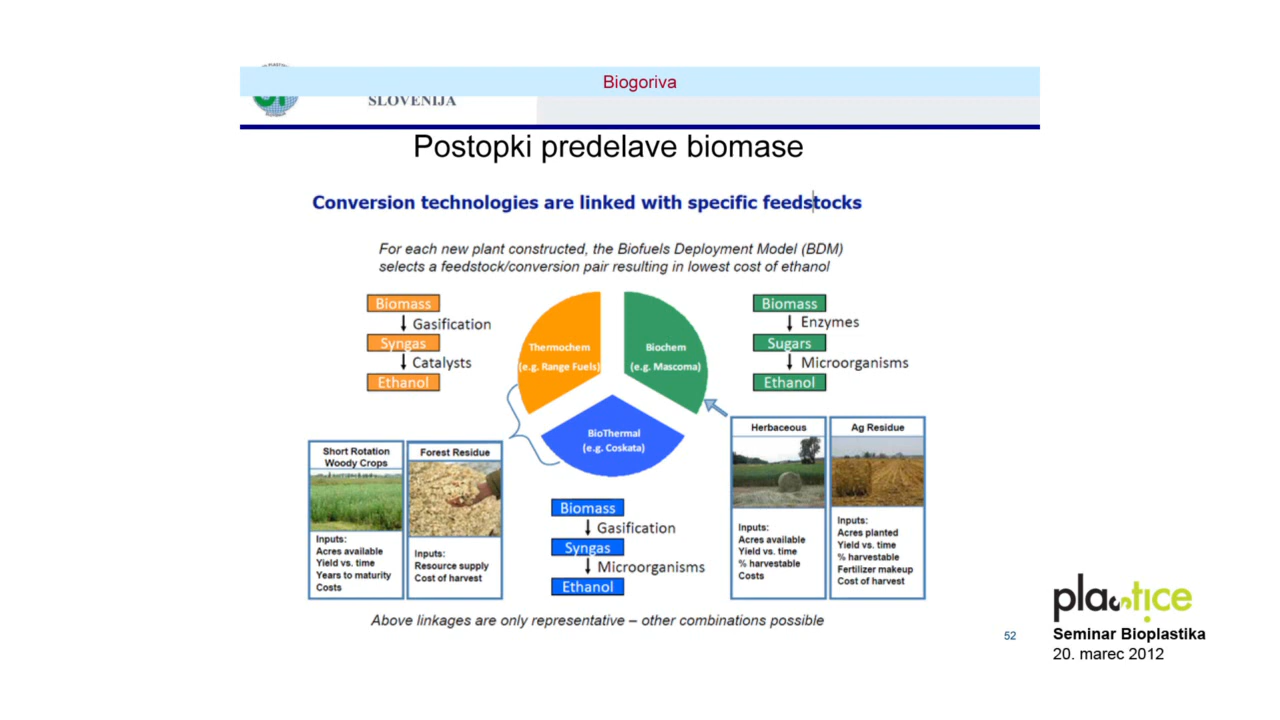 Biogoriva
SLOVENIJA
Postopki predelave biomase
Conversion technologies are linked with specific feedstocks
For each new plant constructed, the Biofuels Deployment Model (BDM)
selects a feedstock/conversion pair resulting in lowest cost of ethanol
Biomass
Gasification
Syngas
Catalysts
Ethanol
Thermochem
(e.g. Range Fuels)
Biochem
(e.g. Mascoma)
BioThermal
(e.g. Coskata)
Biomass
Enzymes
Sugars
Microorganisms
Ethanol
Short Rotation
Woody Crops
Inputs:
Acres available
Yield vs. time
Years to maturity
Costs
Forest Residue
Inputs:
Resource supply
Cost of harvest
Biomass
Gasification
Syngas
Microorganisms
Ethanol
Herbaceous
Inputs:
Acres available
Yield vs. time
% harvestable
Costs
Ag Residue
Inputs:
Acres planted
Yield vs. time
% harvestable
Fertilizer makeup
Cost of harvest
Above linkages are only representative – other combinations possible
52
plastice
Seminar Bioplastika
20. marec 2012